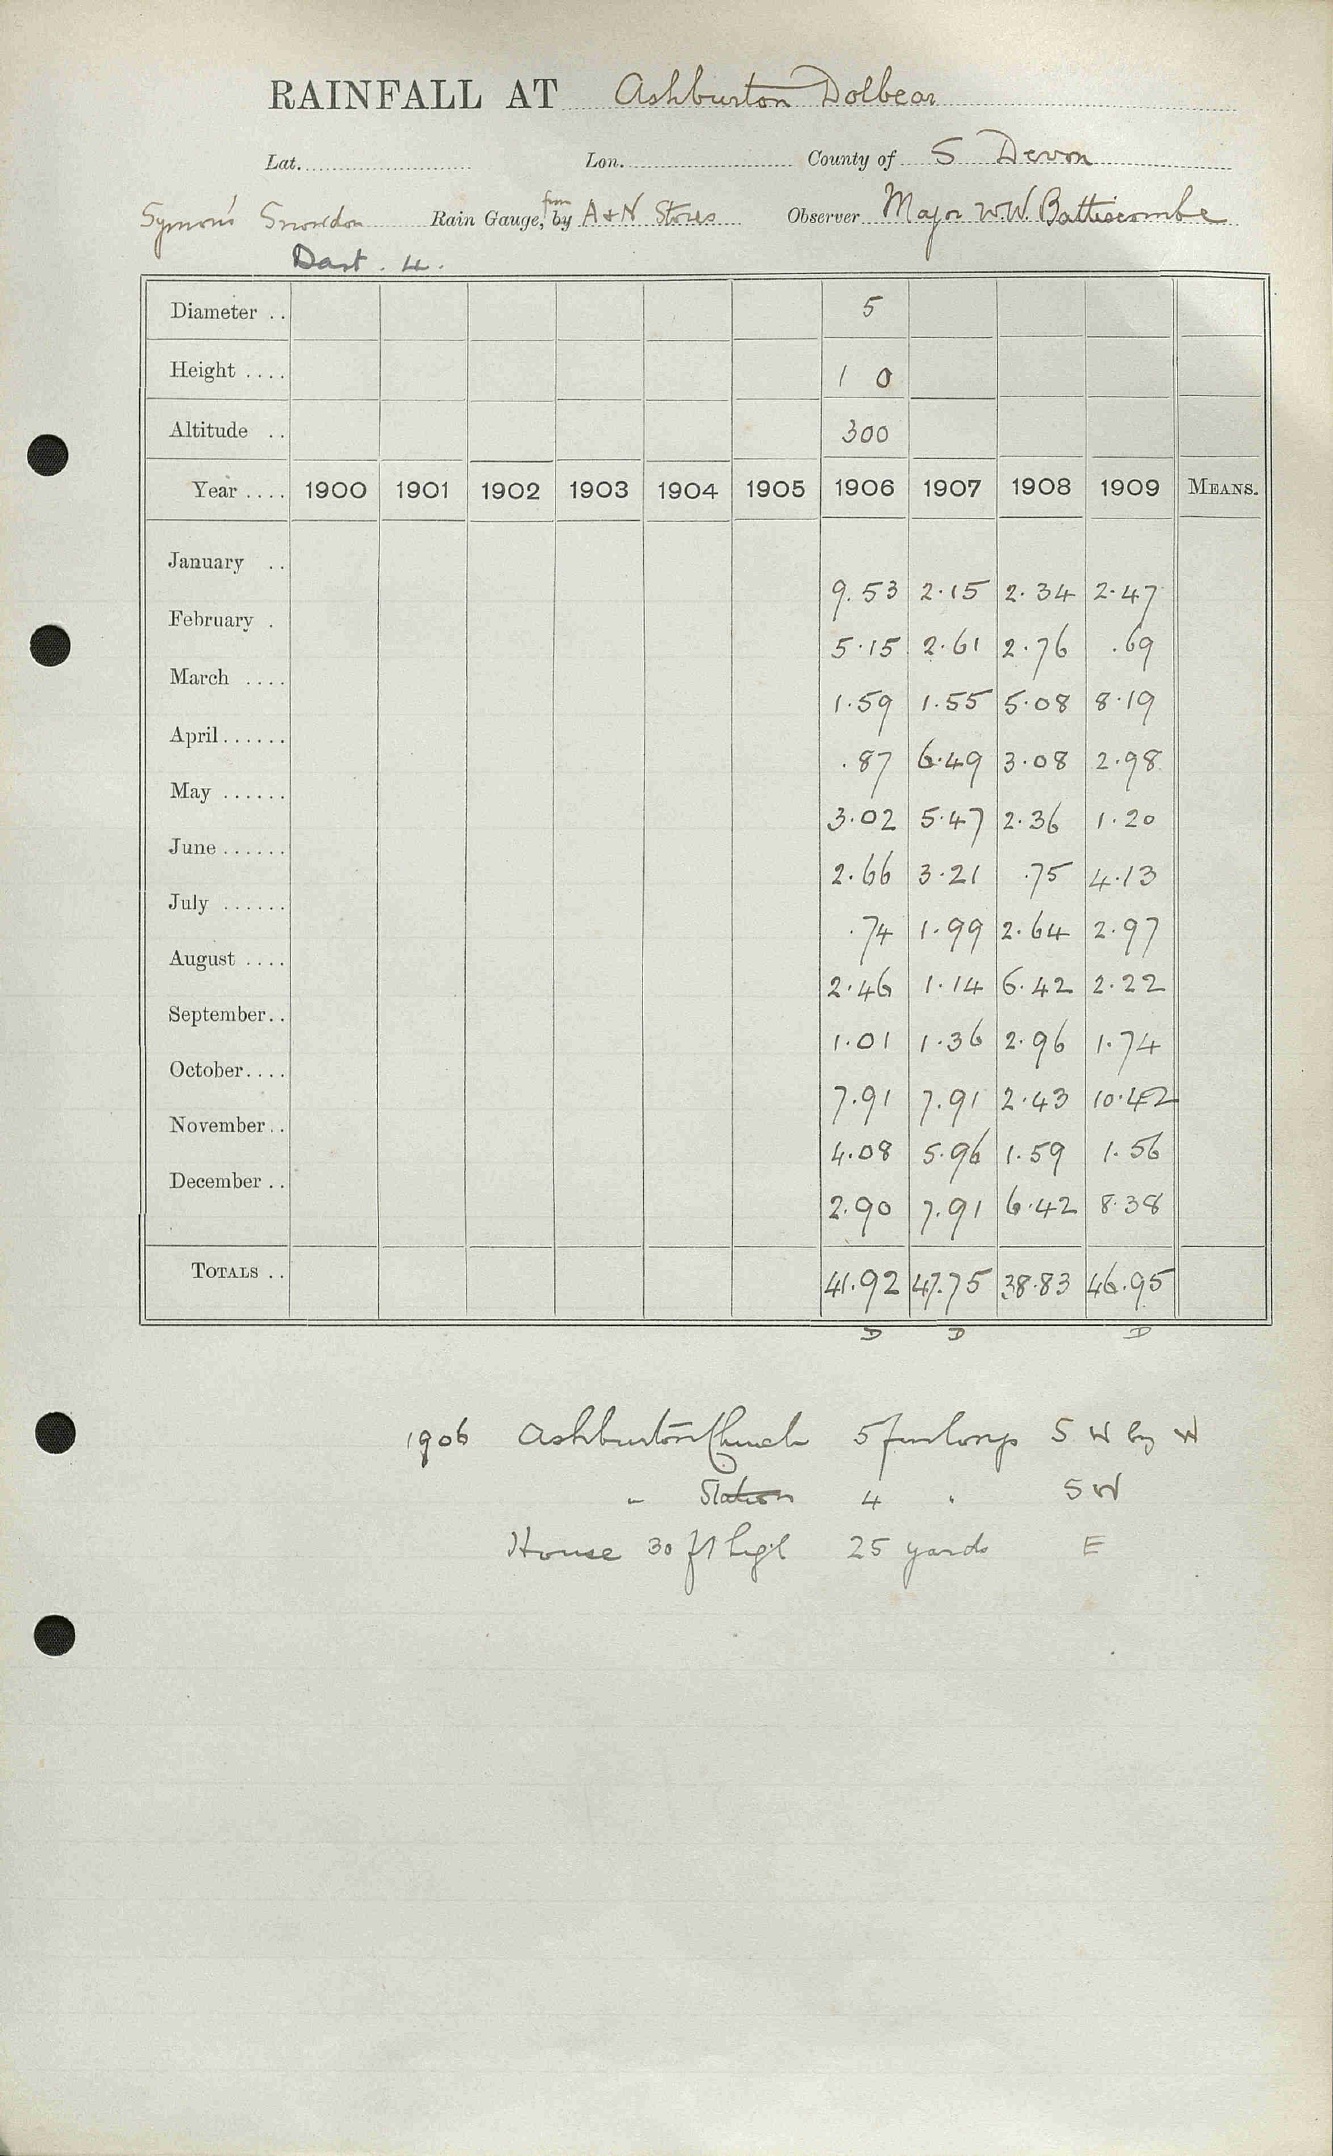 RAINFALL AT Ashburton Dolbear
Lat. Lon. County of S Devon
Symons Snowdon Rain Gauge, from by A & N Stores Observer Major W.W. Battiscombe
Dart. 4.
Diameter .. 5
Height .... 1 0
Altitude .. 300
Year .... 1900 1901 1902 1903 1904 1905 1906 1907 1908 1909 MEANS.
January .. 9.53 2.15 2.34 2.47
February . 5.15 2.61 2.76 .69
March .... 1.59 1.55 5.08 8.19
April...... .87 6.49 3.08 2.98
May ...... 3.02 5.47 2.36 1.20
June ...... 2.66 3.21 .75 4.13
July ...... .74 1.99 2.64 2.97
August .... 2.46 1.14 6.42 2.22
September.. 1.01 1.36 2.96 1.74
October.... 7.91 7.91 2.43 10.42
November.. 4.08 5.96 1.59 1.56
December .. 2.90 7.91 6.42 8.38
TOTALS .. 41.92 47.75 38.83 46.95
D D D
1906 Ashburton Church 5 furlongs S W by W
" Station 4 " S W
House 30 ft high 25 yards E